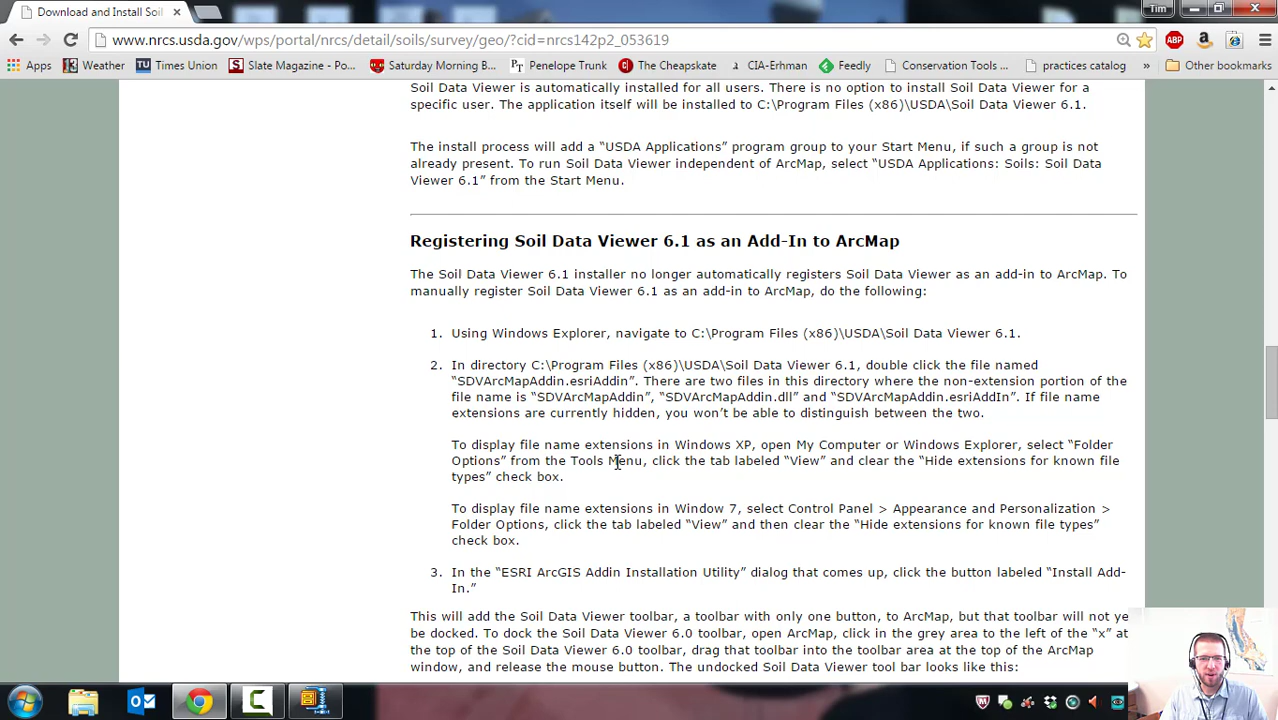 Download and Install Soil
Tim
www.nrcs.usda.gov/wps/portal/nrcs/detail/soils/survey/geo/?cid=nrcs142p2_053619
ABP
Apps Weather TU Times Union S Slate Magazine - Po... Saturday Morning B... PT Penelope Trunk C The Cheapskate CIA-Erhman Feedly Conservation Tools ... practices catalog » Other bookmarks
Soil Data Viewer is automatically installed for all users. There is no option to install Soil Data Viewer for a
specific user. The application itself will be installed to C:\Program Files (x86)\USDA\Soil Data Viewer 6.1.
The install process will add a “USDA Applications” program group to your Start Menu, if such a group is not
already present. To run Soil Data Viewer independent of ArcMap, select “USDA Applications: Soils: Soil Data
Viewer 6.1” from the Start Menu.
Registering Soil Data Viewer 6.1 as an Add-In to ArcMap
The Soil Data Viewer 6.1 installer no longer automatically registers Soil Data Viewer as an add-in to ArcMap. To
manually register Soil Data Viewer 6.1 as an add-in to ArcMap, do the following:
1. Using Windows Explorer, navigate to C:\Program Files (x86)\USDA\Soil Data Viewer 6.1.
2. In directory C:\Program Files (x86)\USDA\Soil Data Viewer 6.1, double click the file named
“SDVArcMapAddin.esriAddin”. There are two files in this directory where the non-extension portion of the
file name is “SDVArcMapAddin”, “SDVArcMapAddin.dll” and “SDVArcMapAddin.esriAddIn”. If file name
extensions are currently hidden, you won’t be able to distinguish between the two.
To display file name extensions in Windows XP, open My Computer or Windows Explorer, select “Folder
Options” from the Tools Menu, click the tab labeled “View” and clear the “Hide extensions for known file
types” check box.
To display file name extensions in Window 7, select Control Panel > Appearance and Personalization >
Folder Options, click the tab labeled “View” and then clear the “Hide extensions for known file types”
check box.
3. In the “ESRI ArcGIS Addin Installation Utility” dialog that comes up, click the button labeled “Install Add-
In.”
This will add the Soil Data Viewer toolbar, a toolbar with only one button, to ArcMap, but that toolbar will not ye
be docked. To dock the Soil Data Viewer 6.0 toolbar, open ArcMap, click in the grey area to the left of the “x” at
the top of the Soil Data Viewer 6.0 toolbar, drag that toolbar into the toolbar area at the top of the ArcMap
window, and release the mouse button. The undocked Soil Data Viewer tool bar looks like this: